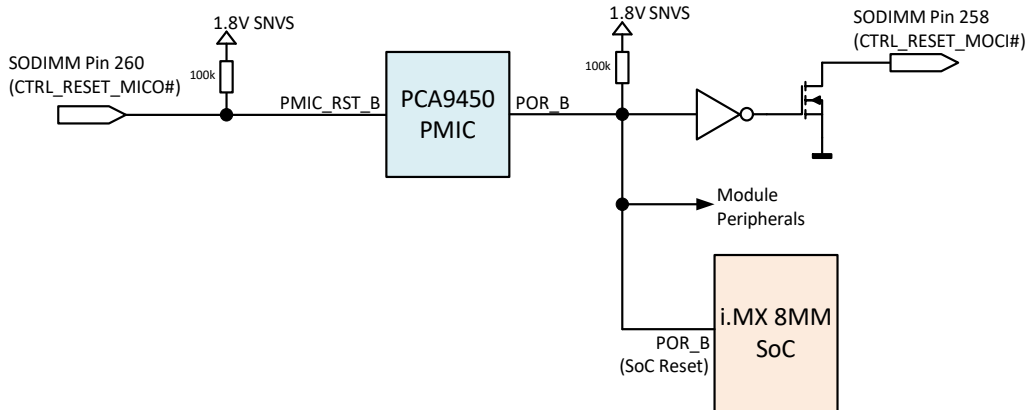 1.8V SNVS
SODIMM Pin 260
(CTRL_RESET_MICO#)
100k
PMIC_RST_B
PCA9450
PMIC
POR_B
1.8V SNVS
100k
SODIMM Pin 258
(CTRL_RESET_MOCI#)
Module
Peripherals
i.MX 8MM
SoC
POR_B
(SoC Reset)